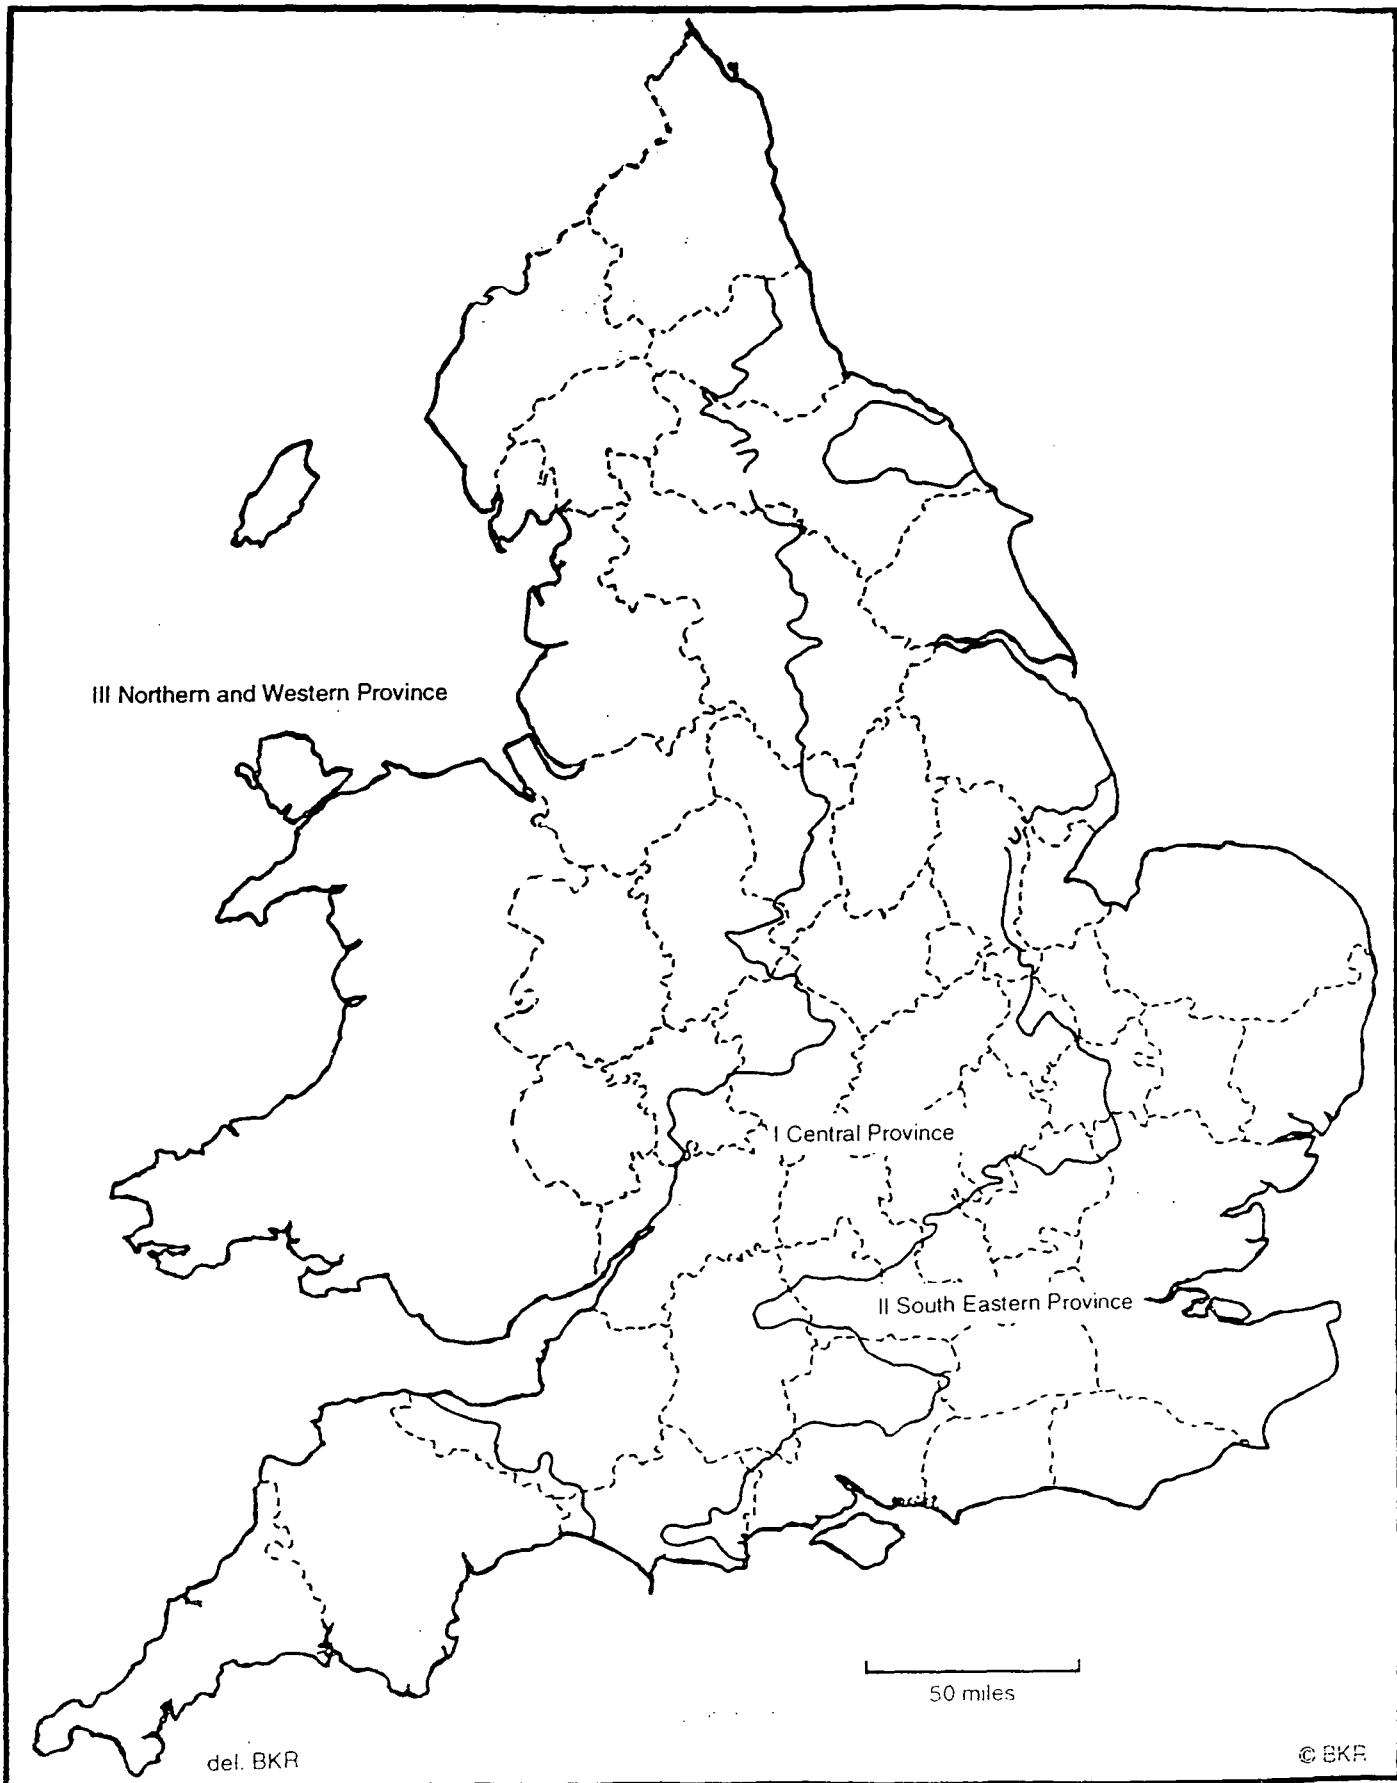 III Northern and Western Province
I Central Province
II South Eastern Province
50 miles
del. BKR
© BKR